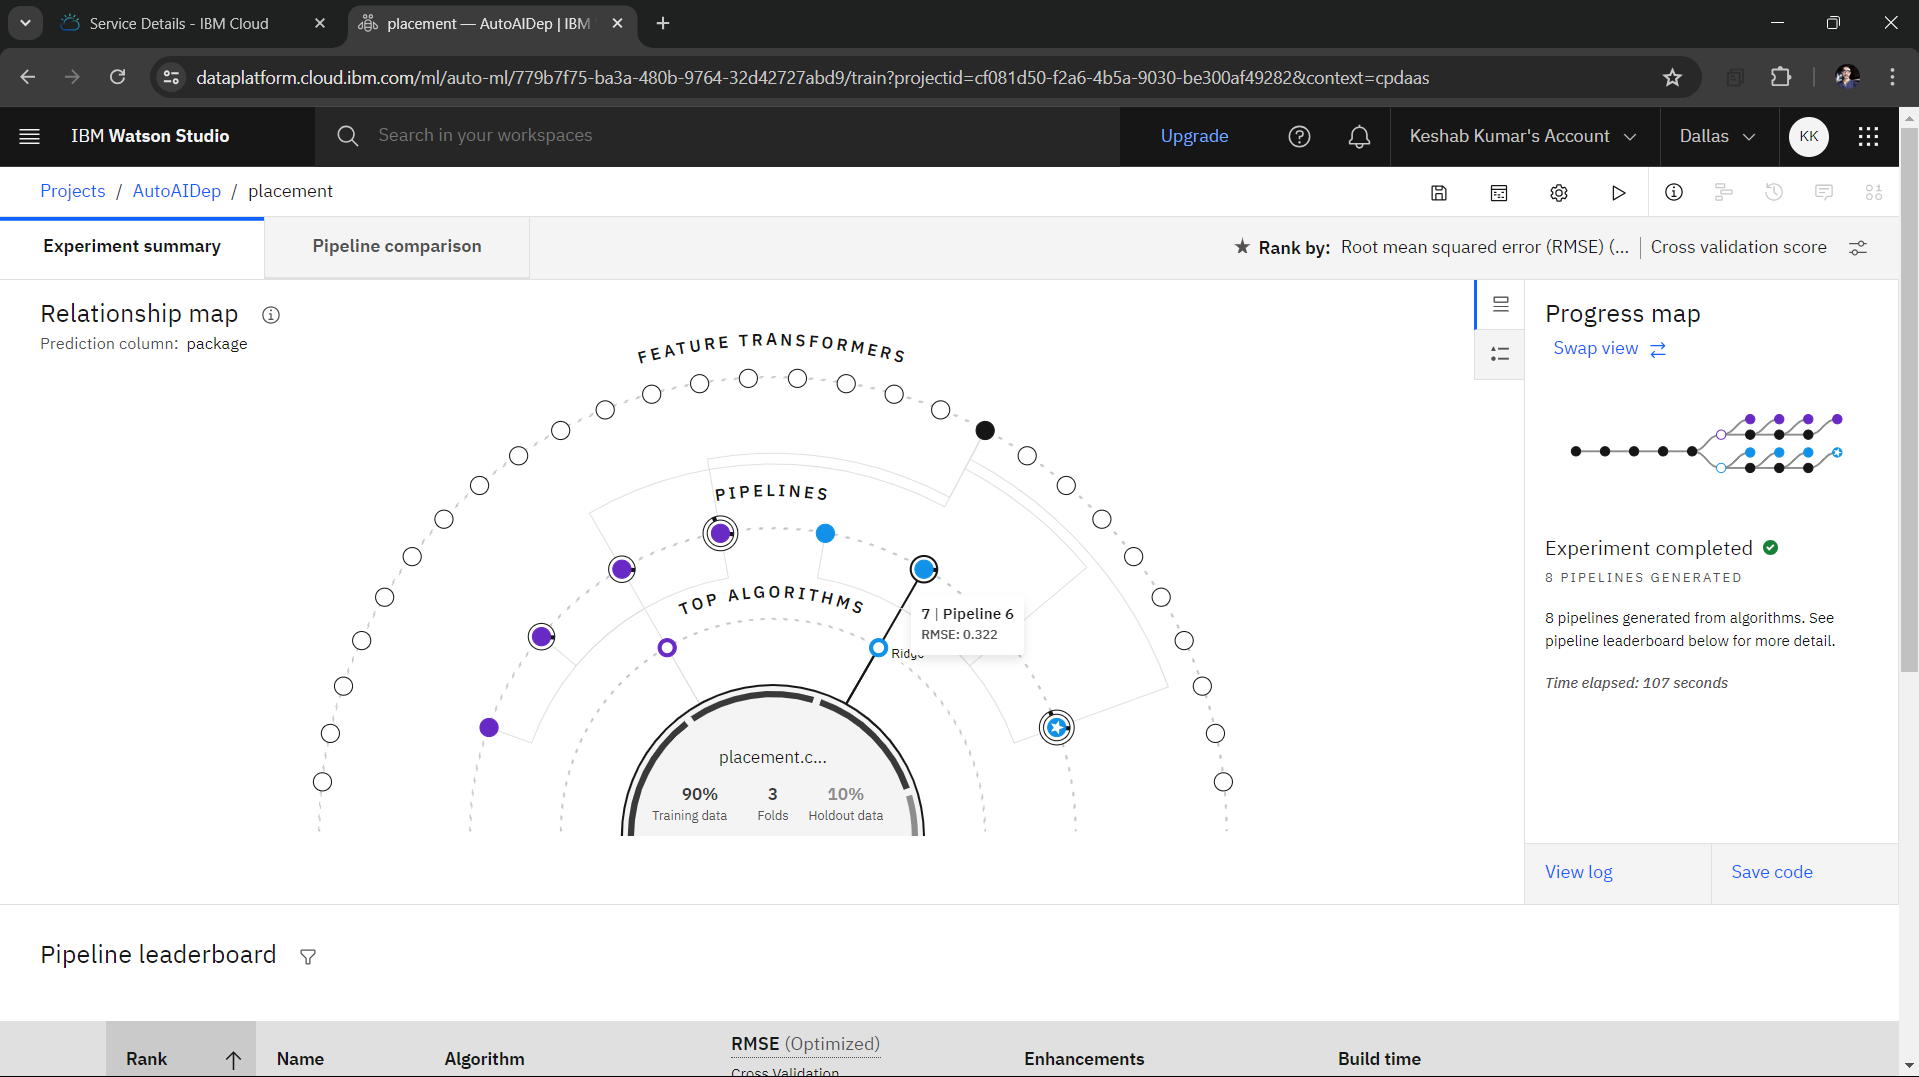 Service Details - IBM Cloud
placement — AutoAIDep | IBM
dataplatform.cloud.ibm.com/ml/auto-ml/779b7f75-ba3a-480b-9764-32d42727abd9/train?projectid=cf081d50-f2a6-4b5a-9030-be300af49282&context=cpdaas
IBM Watson Studio
Search in your workspaces
Upgrade
Keshab Kumar's Account
Dallas
KK
Projects / AutoAIDep / placement
Experiment summary
Pipeline comparison
Rank by: Root mean squared error (RMSE) (... | Cross validation score
Relationship map
Prediction column: package
FEATURE TRANSFORMERS
PIPELINES
TOP ALGORITHMS
7 | Pipeline 6
RMSE: 0.322
Ridge
placement.c...
90% 3 10%
Training data Folds Holdout data
Progress map
Swap view
Experiment completed
8 PIPELINES GENERATED
8 pipelines generated from algorithms. See
pipeline leaderboard below for more detail.
Time elapsed: 107 seconds
View log
Save code
Pipeline leaderboard
Rank
Name
Algorithm
RMSE (Optimized)
Cross Validation
Enhancements
Build time